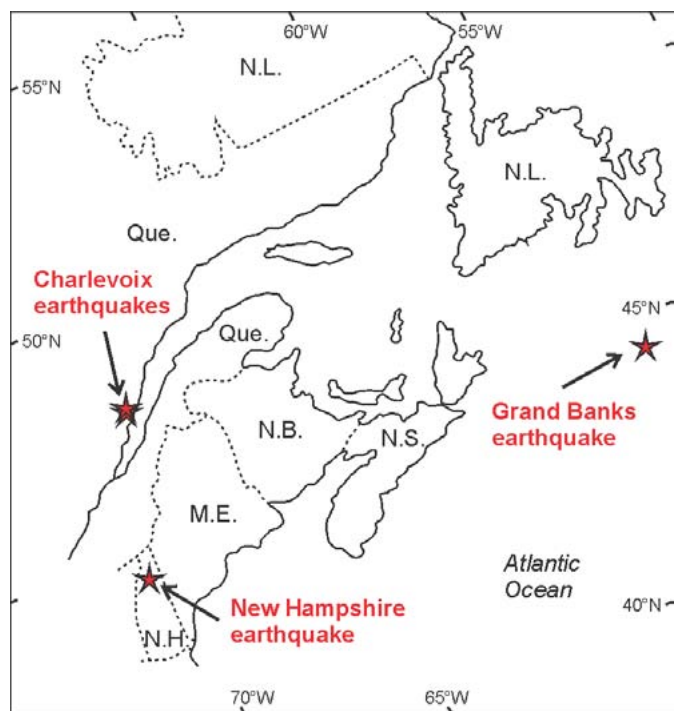 60°W
55°W
55°N
N.L.
N.L.
Que.
Charlevoix
earthquakes
45°N
50°N
Que.
Grand Banks
earthquake
N.B.
N.S.
M.E.
Atlantic
Ocean
New Hampshire
earthquake
40°N
N.H.
70°W
65°W